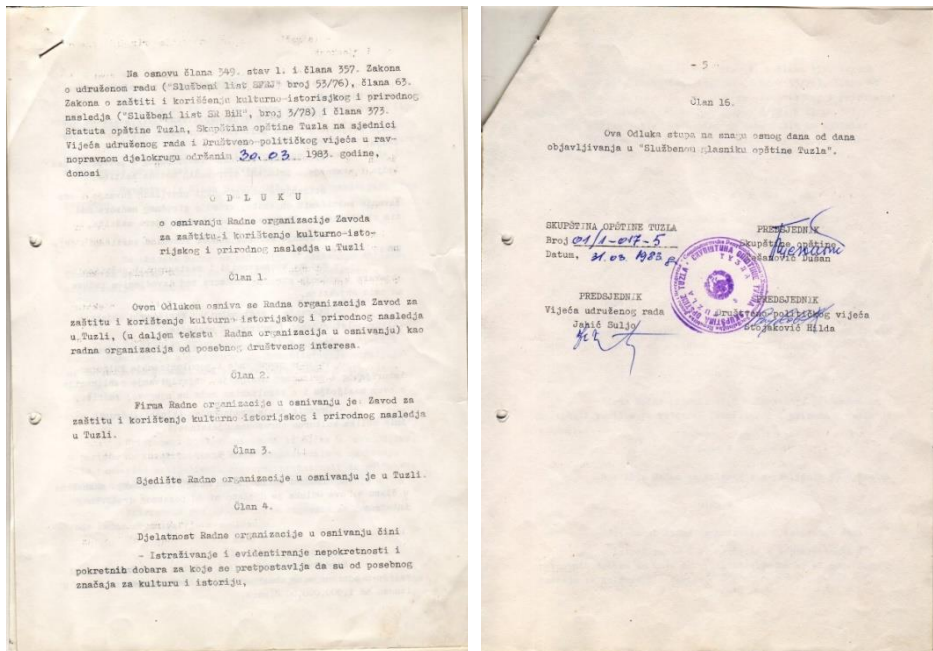 Na osnovu člana 349. stav 1. i člana 357. Zakona
o udruženom radu ("Službeni list SFRJ" broj 53/76), člana 63.
Zakona o zaštiti i korišćenje kulturno-istorisjkog i prirodnog
nasledja ("Službeni list SR BiH", broj 3/78) i člana 373.
Statuta opštine Tuzla, Skupština opštine Tuzla na sjednici
Vijeća udruženog rada i Društveno-političkog vijeća u rav-
nopravnom djelokrugu održanim 30.03. 1983. godine,
donosi
O D L U K U
o osnivanju Radne organizacije Zavoda
za zaštitu i korištenje kulturno-isto-
rijskog i prirodnog nasledja u Tuzli
Član 1.
Ovom Odlukom osniva se Radna organizacija Zavod za
zaštitu i korištenje kulturno-istorijskog i prirodnog nasledja
u Tuzli, (u daljem tekstu Radna organizacija u osnivanju) kao
radna organizacija od posebnog društvenog interesa.
Član 2.
Firma Radne organizacije u osnivanju je: Zavod za
zaštitu i korištenje kulturno-istorijskog i prirodnog nasledja
u Tuzli.
Član 3.
Sjedište Radne organizacije u osnivanju je u Tuzli.
Član 4.
Djelatnost Radne organizacije u osnivanju čini
- Istraživanje i evidentiranje nepokretnosti i
pokretnih dobara za koje se pretpostavlja da su od posebnog
značaja za kulturu i istoriju,
- 5 -
Član 16.
Ova Odluka stupa na snagu osmog dana od dana
objavljivanja u "Službenom glasniku opštine Tuzla".
SKUPŠTINA OPŠTINE TUZLA
Broj 01/1-017-5
Datum, 31.03. 1983. g.
PREDSJEDNIK
Skupštine opštine
Tešanović Dušan
PREDSJEDNIK
Vijeća udruženog rada
Jahić Suljo
PREDSJEDNIK
Društveno-političkog vijeća
Stojaković Hilda